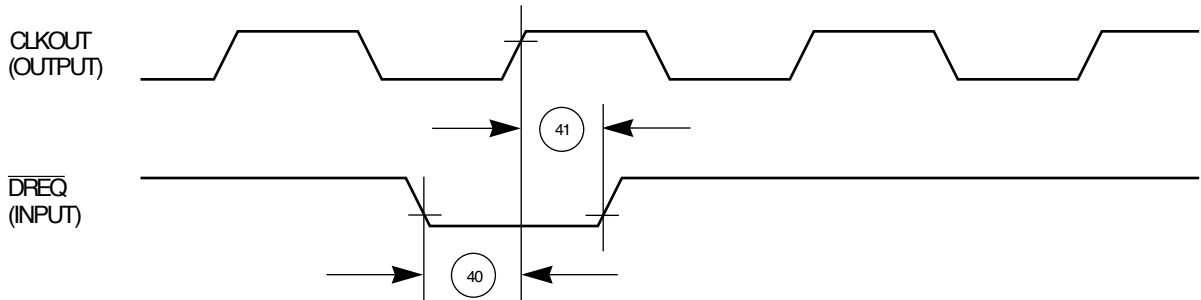 CLKOUT
(OUTPUT)
41
DREQ
(INPUT)
40